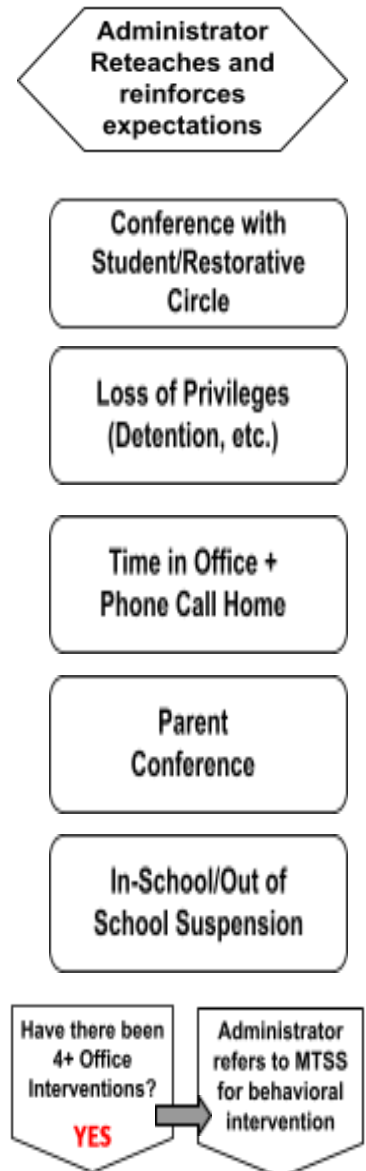 Administrator
Reteaches and
reinforces
expectations
Conference with
Student/Restorative
Circle
Loss of Privileges
(Detention, etc.)
Time in Office +
Phone Call Home
Parent
Conference
In-School/Out of
School Suspension
Have there been
4+ Office
Interventions?
YES
Administrator
refers to MTSS
for behavioral
intervention